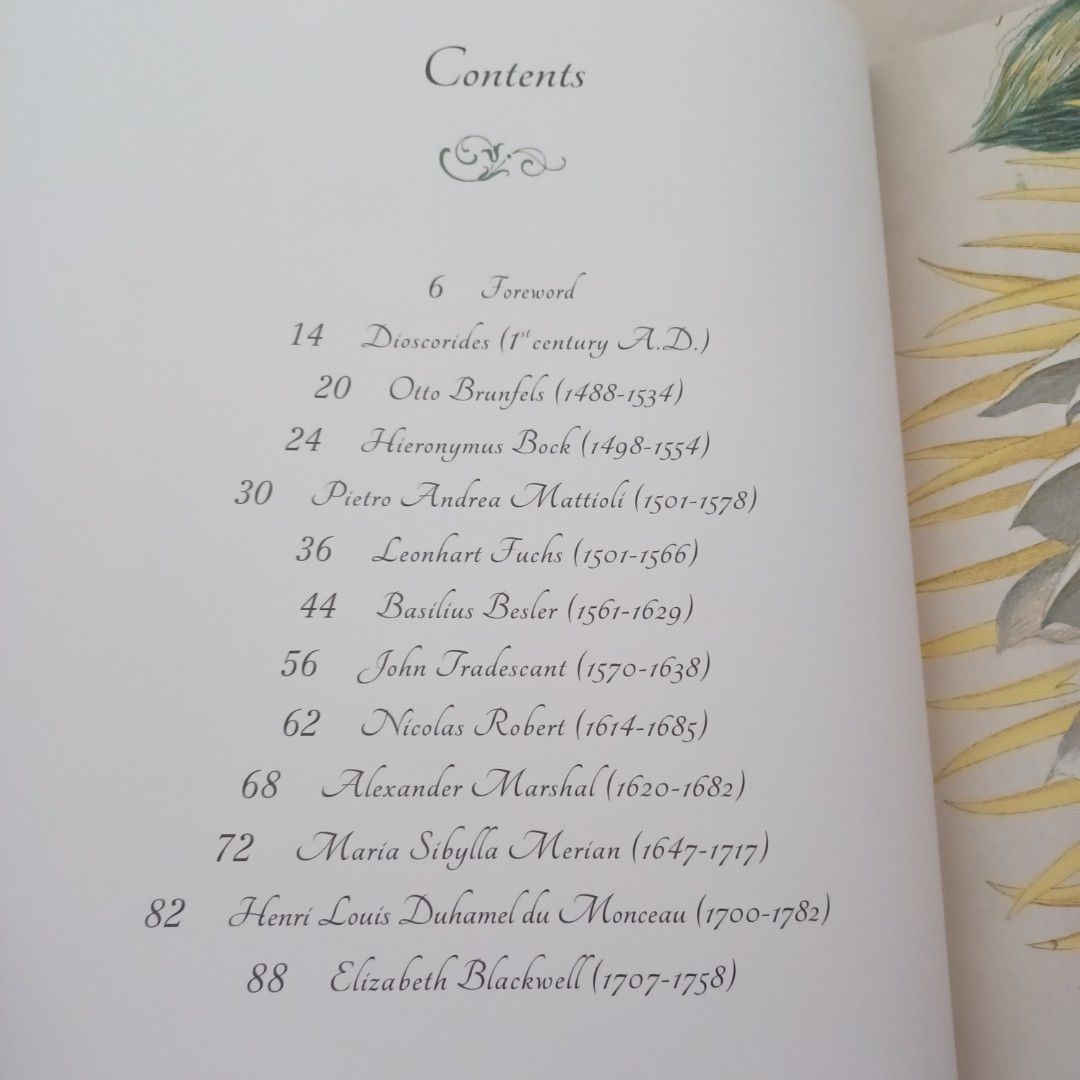 Contents
6 Foreword
14 Dioscorides (1st century A.D.)
20 Otto Brunfels (1488-1534)
24 Hieronymus Bock (1498-1554)
30 Pietro Andrea Mattioli (1501-1578)
36 Leonhart Fuchs (1501-1566)
44 Basilius Besler (1561-1629)
56 John Tradescant (1570-1638)
62 Nicolas Robert (1614-1685)
68 Alexander Marshal (1620-1682)
72 Maria Sibylla Merian (1647-1717)
82 Henri Louis Duhamel du Monceau (1700-1782)
88 Elizabeth Blackwell (1707-1758)